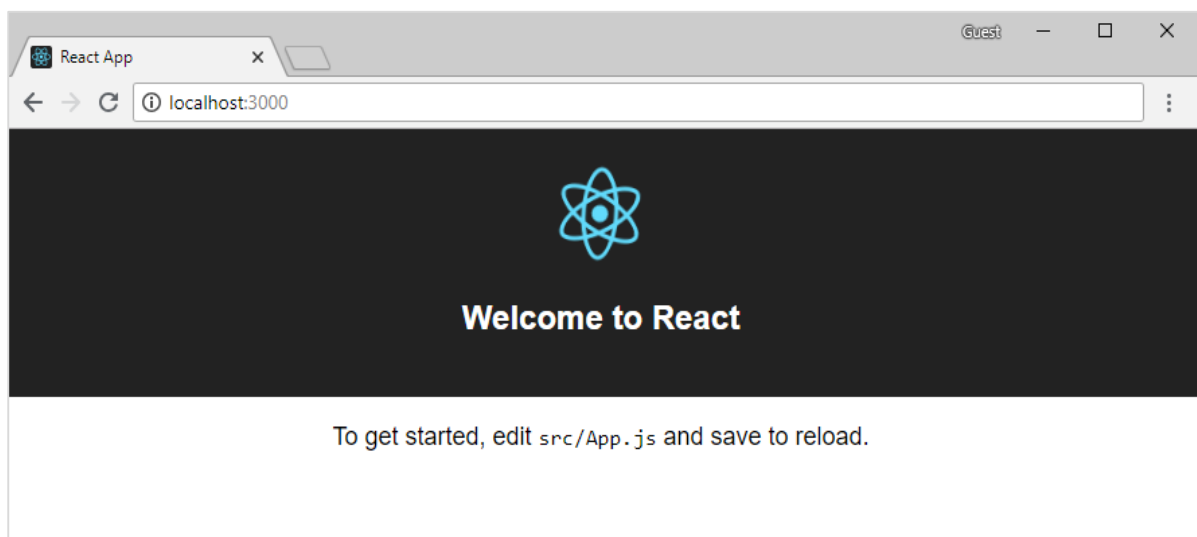 Guest
React App
localhost:3000
Welcome to React
To get started, edit src/App.js and save to reload.